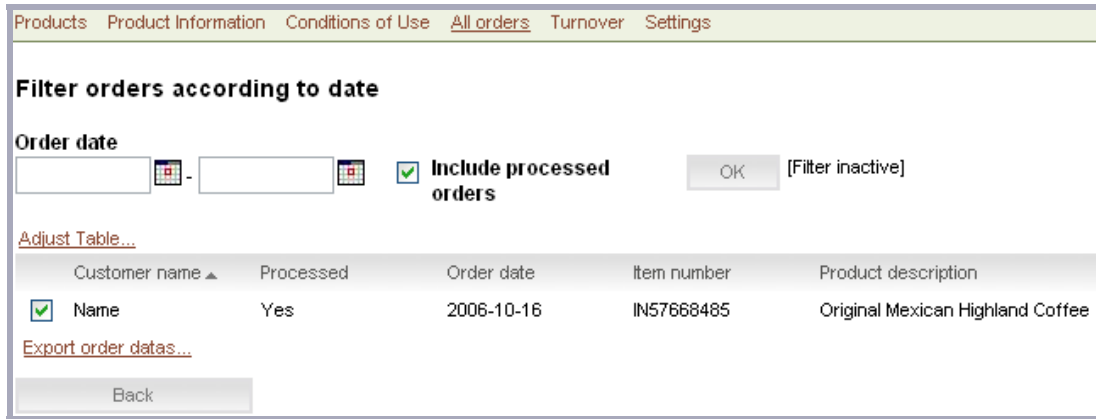 Products Product Information Conditions of Use All orders Turnover Settings
Filter orders according to date
Order date
- Include processed orders OK [Filter inactive]
Adjust Table...
Customer name Processed Order date Item number Product description
Name Yes 2006-10-16 IN57668485 Original Mexican Highland Coffee
Export order datas...
Back